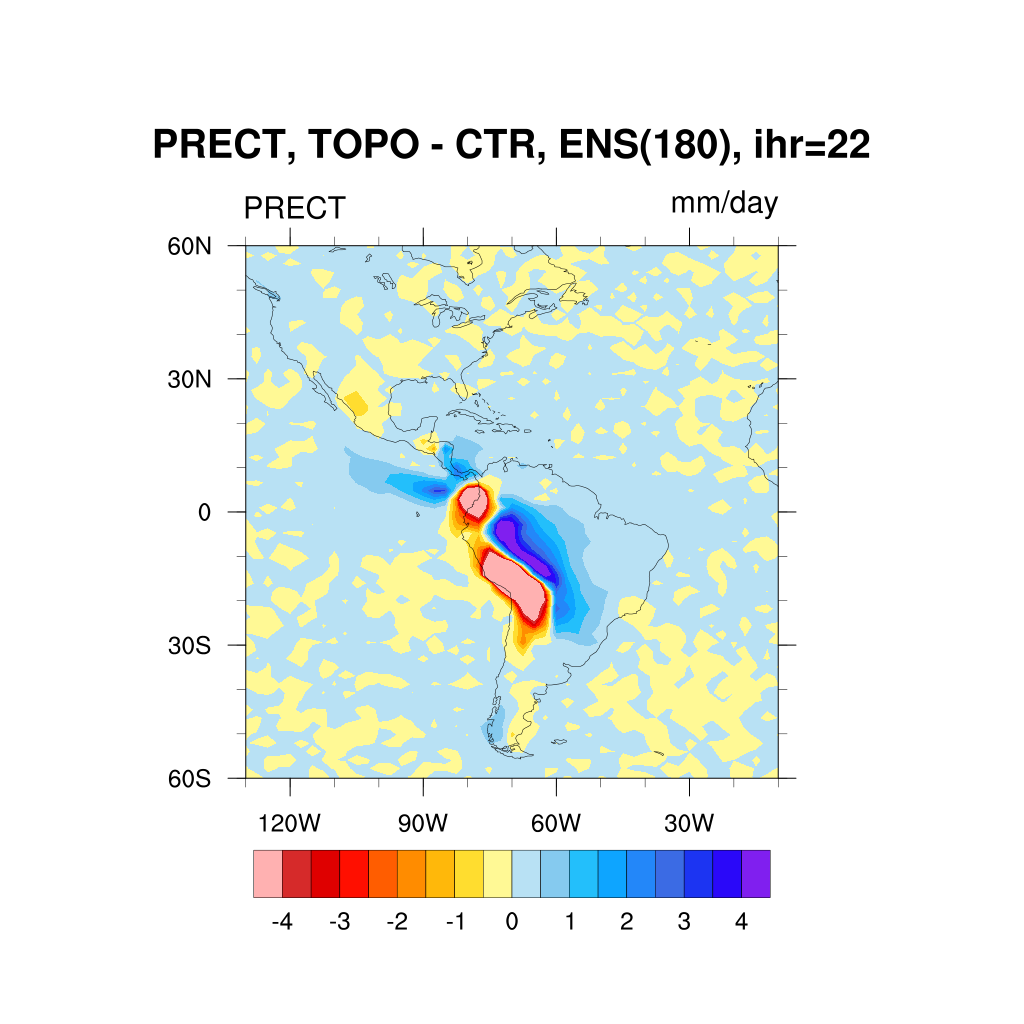 PRECT, TOPO - CTR, ENS(180), ihr=22
PRECT mm/day
60N
30N
0
30S
60S
120W 90W 60W 30W
-4 -3 -2 -1 0 1 2 3 4